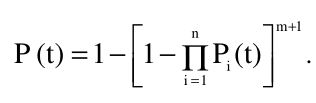 P (t) = 1 − [1 − ∏_{i=1}^{n} P_i (t)]^{m+1} .